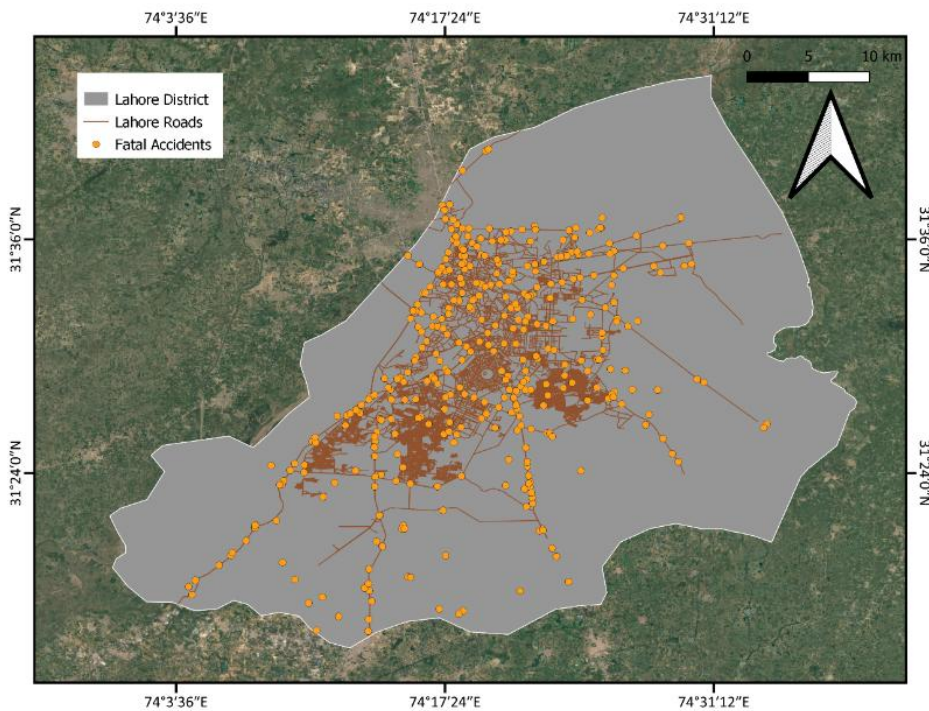 74°3′36″E 74°17′24″E 74°31′12″E
0 5 10 km
Lahore District
Lahore Roads
Fatal Accidents
31°36′0″N 31°36′0″N
31°24′0″N 31°24′0″N
74°3′36″E 74°17′24″E 74°31′12″E